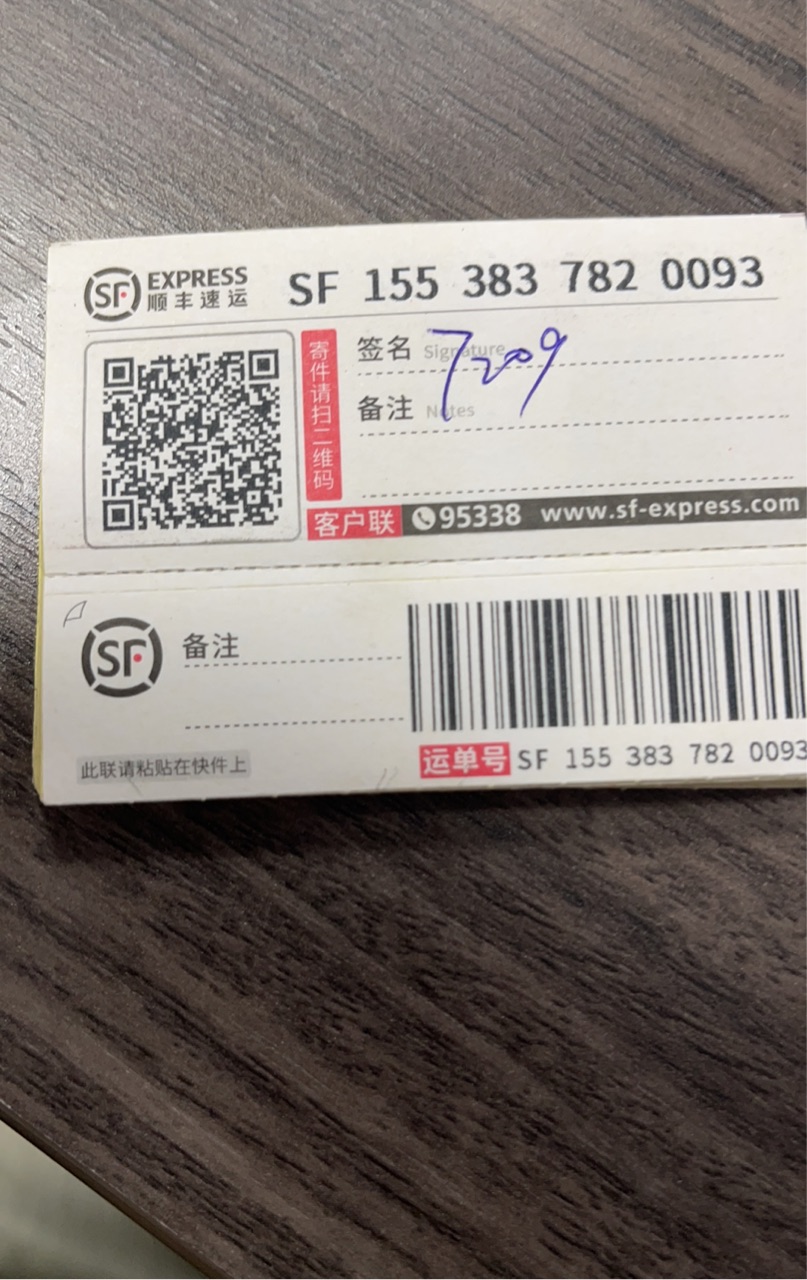 SF EXPRESS
顺丰速运
SF 155 383 782 0093
寄件请扫二维码
签名 Signature
7209
备注 Notes
客户联 95338 www.sf-express.com
SF 备注
此联请粘贴在快件上
运单号 SF 155 383 782 0093